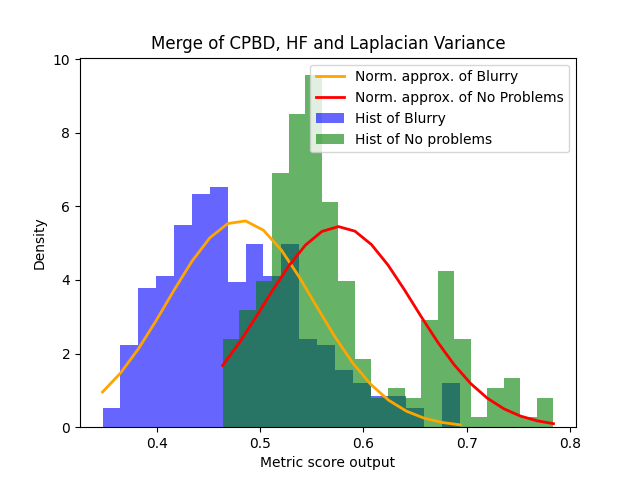 Merge of CPBD, HF and Laplacian Variance
Norm. approx. of Blurry
Norm. approx. of No Problems
Hist of Blurry
Hist of No problems
Density
10
8
6
4
2
0
0.4 0.5 0.6 0.7 0.8
Metric score output